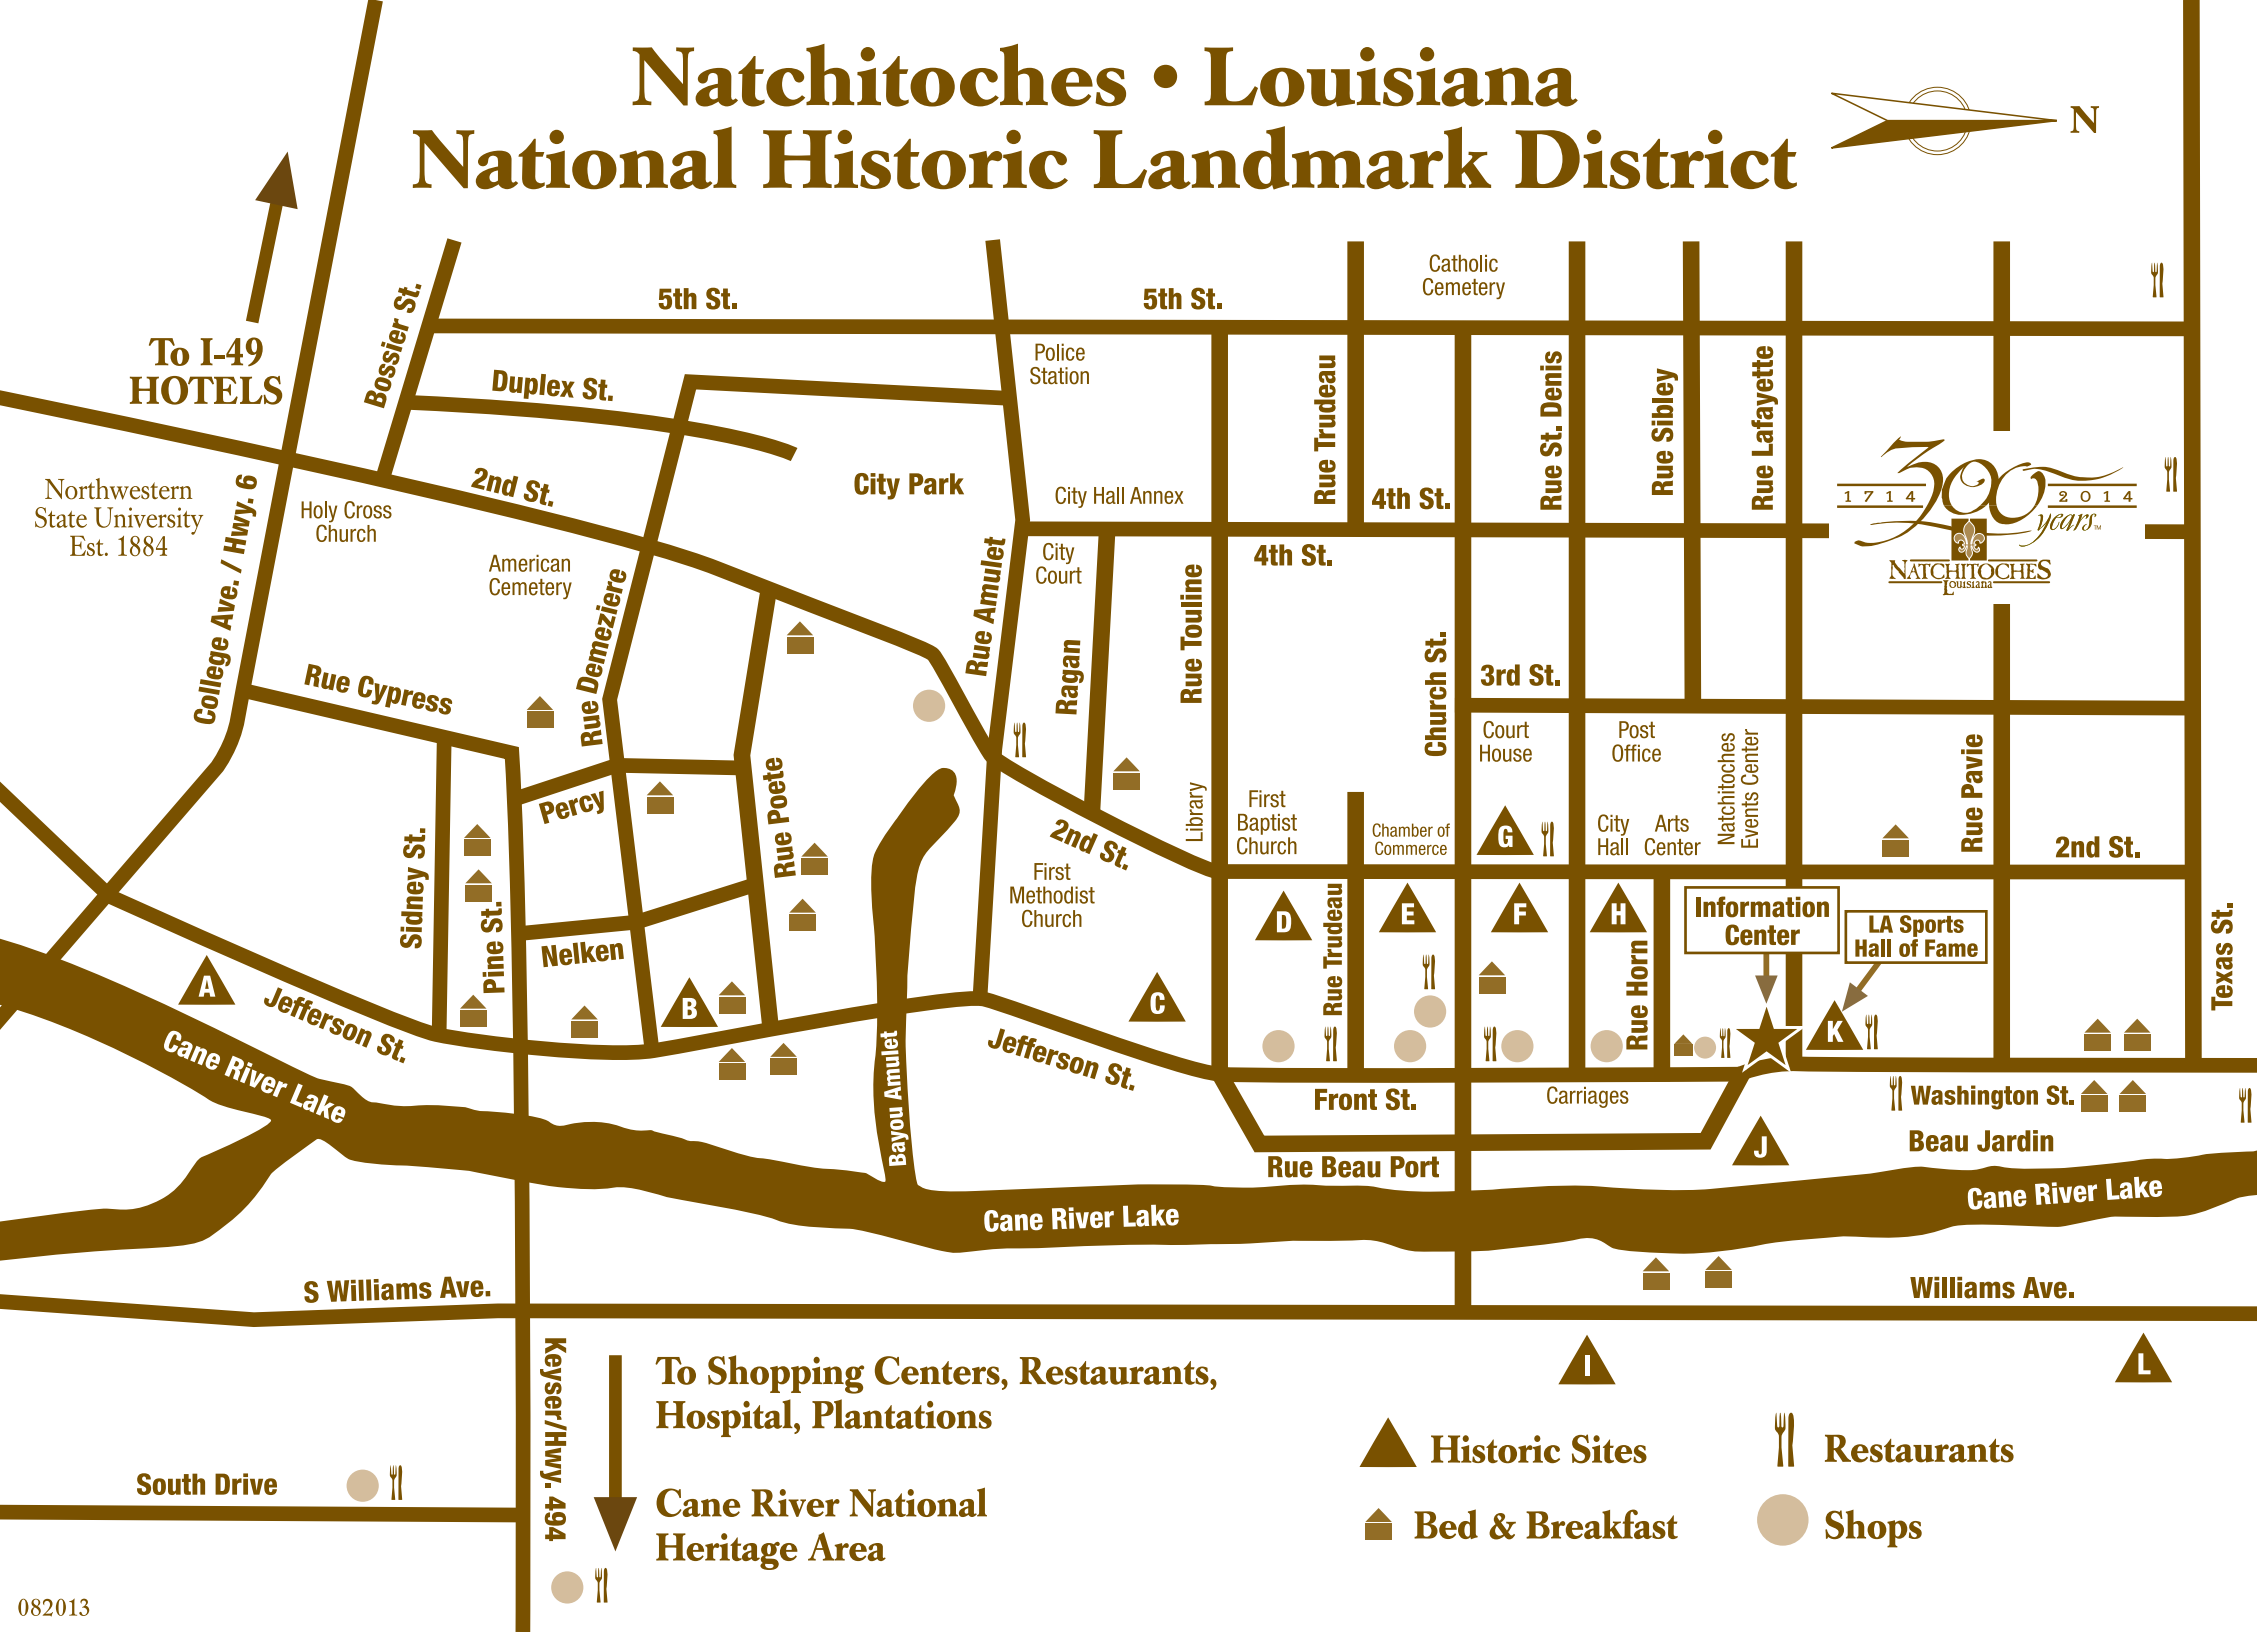 Natchitoches • Louisiana
National Historic Landmark District
N
To I-49
HOTELS
Bossier St.
5th St.
5th St.
Catholic
Cemetery
Duplex St.
Police
Station
Rue Trudeau
Rue St. Denis
Rue Sibley
Rue Lafayette
2nd St.
City Park
City Hall Annex
4th St.
4th St.
300
1714
2014
years™
NATCHITOCHES
Louisiana
Northwestern
State University
Est. 1884
College Ave. / Hwy. 6
Holy Cross
Church
American
Cemetery
Rue Demeziere
Rue Amulet
City
Court
Ragan
Rue Touline
Church St.
3rd St.
Rue Cypress
Court
House
Post
Office
Natchitoches
Events Center
Rue Pavie
Percy
Rue Poete
2nd St.
Library
First
Baptist
Church
Chamber of
Commerce
G
City
Hall
Arts
Center
2nd St.
Sidney St.
Pine St.
Nelken
First
Methodist
Church
D
Rue Trudeau
E
F
H
Rue Horn
Information
Center
LA Sports
Hall of Fame
Texas St.
A
Jefferson St.
B
C
K
Cane River Lake
Bayou Amulet
Jefferson St.
Front St.
Carriages
Washington St.
Rue Beau Port
J
Beau Jardin
Cane River Lake
Cane River Lake
S Williams Ave.
Williams Ave.
Keyser/Hwy. 494
To Shopping Centers, Restaurants,
Hospital, Plantations
I
L
Historic Sites
Restaurants
South Drive
Cane River National
Heritage Area
Bed & Breakfast
Shops
082013